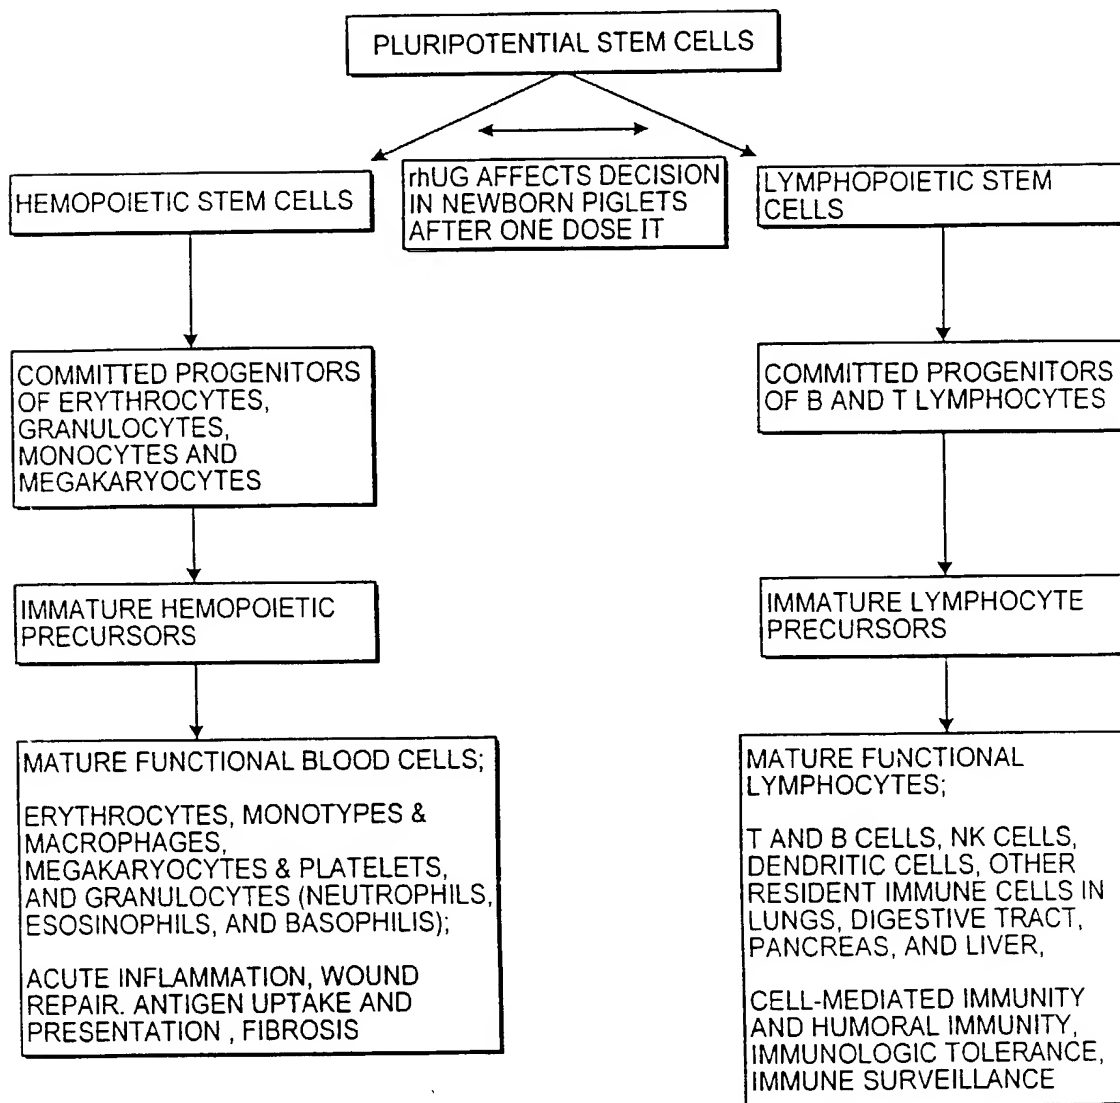 PLURIPOTENTIAL STEM CELLS
HEMOPOIETIC STEM CELLS
rhUG AFFECTS DECISION
IN NEWBORN PIGLETS
AFTER ONE DOSE IT
LYMPHOPOIETIC STEM
CELLS
COMMITTED PROGENITORS
OF ERYTHROCYTES,
GRANULOCYTES,
MONOCYTES AND
MEGAKARYOCYTES
COMMITTED PROGENITORS
OF B AND T LYMPHOCYTES
IMMATURE HEMOPOIETIC
PRECURSORS
IMMATURE LYMPHOCYTE
PRECURSORS
MATURE FUNCTIONAL BLOOD CELLS;
ERYTHROCYTES, MONOTYPES &
MACROPHAGES,
MEGAKARYOCYTES & PLATELETS,
AND GRANULOCYTES (NEUTROPHILS,
ESOSINOPHILS, AND BASOPHILIS);
ACUTE INFLAMMATION, WOUND
REPAIR. ANTIGEN UPTAKE AND
PRESENTATION , FIBROSIS
MATURE FUNCTIONAL
LYMPHOCYTES;
T AND B CELLS, NK CELLS,
DENDRITIC CELLS, OTHER
RESIDENT IMMUNE CELLS IN
LUNGS, DIGESTIVE TRACT,
PANCREAS, AND LIVER,
CELL-MEDIATED IMMUNITY
AND HUMORAL IMMUNITY,
IMMUNOLOGIC TOLERANCE,
IMMUNE SURVEILLANCE